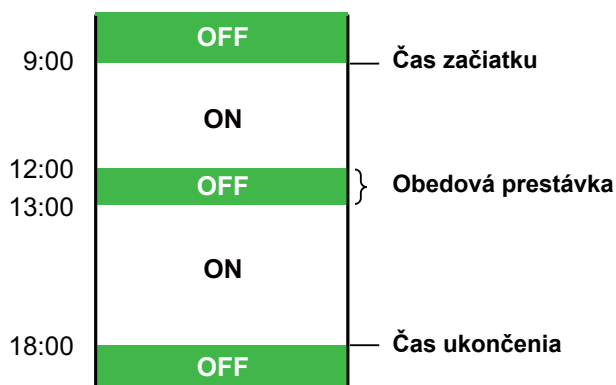 OFF
9:00 Čas začiatku
ON
12:00
OFF Obedová prestávka
13:00
ON
18:00 Čas ukončenia
OFF